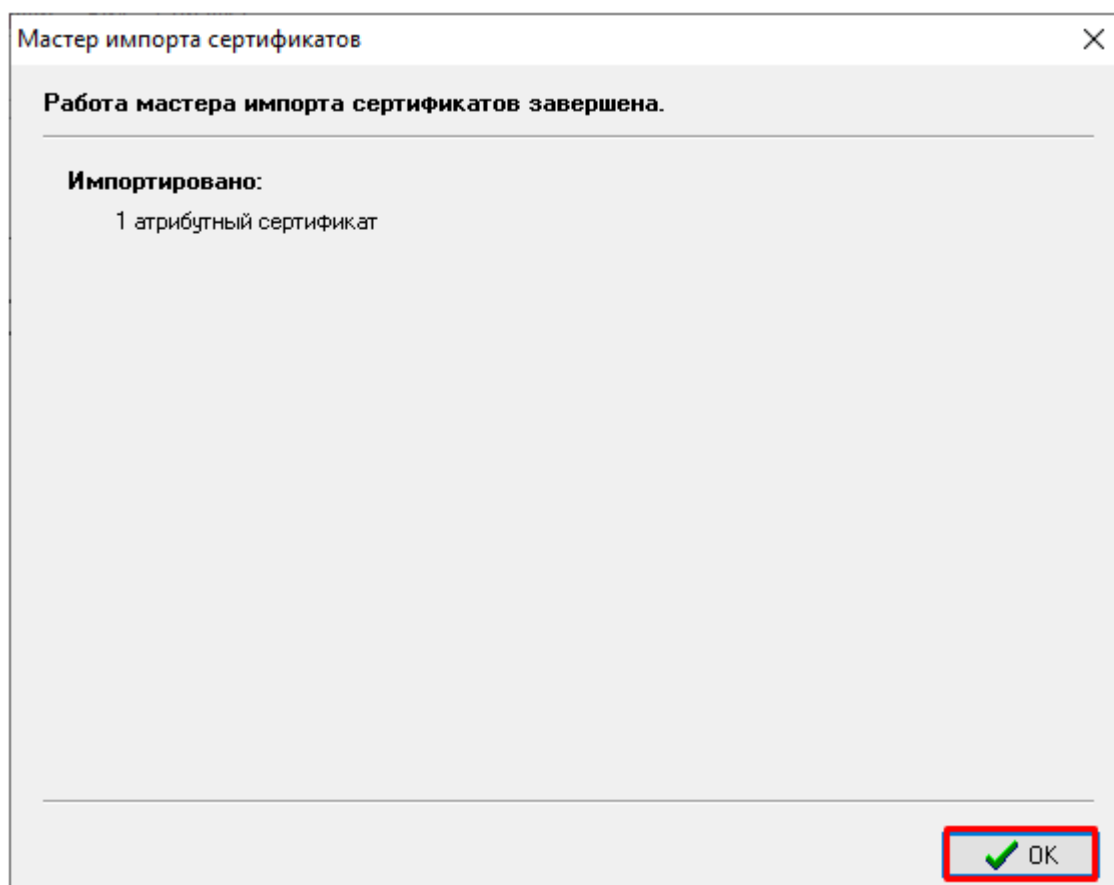 Мастер импорта сертификатов
Работа мастера импорта сертификатов завершена.
Импортировано:
1 атрибутный сертификат
OK